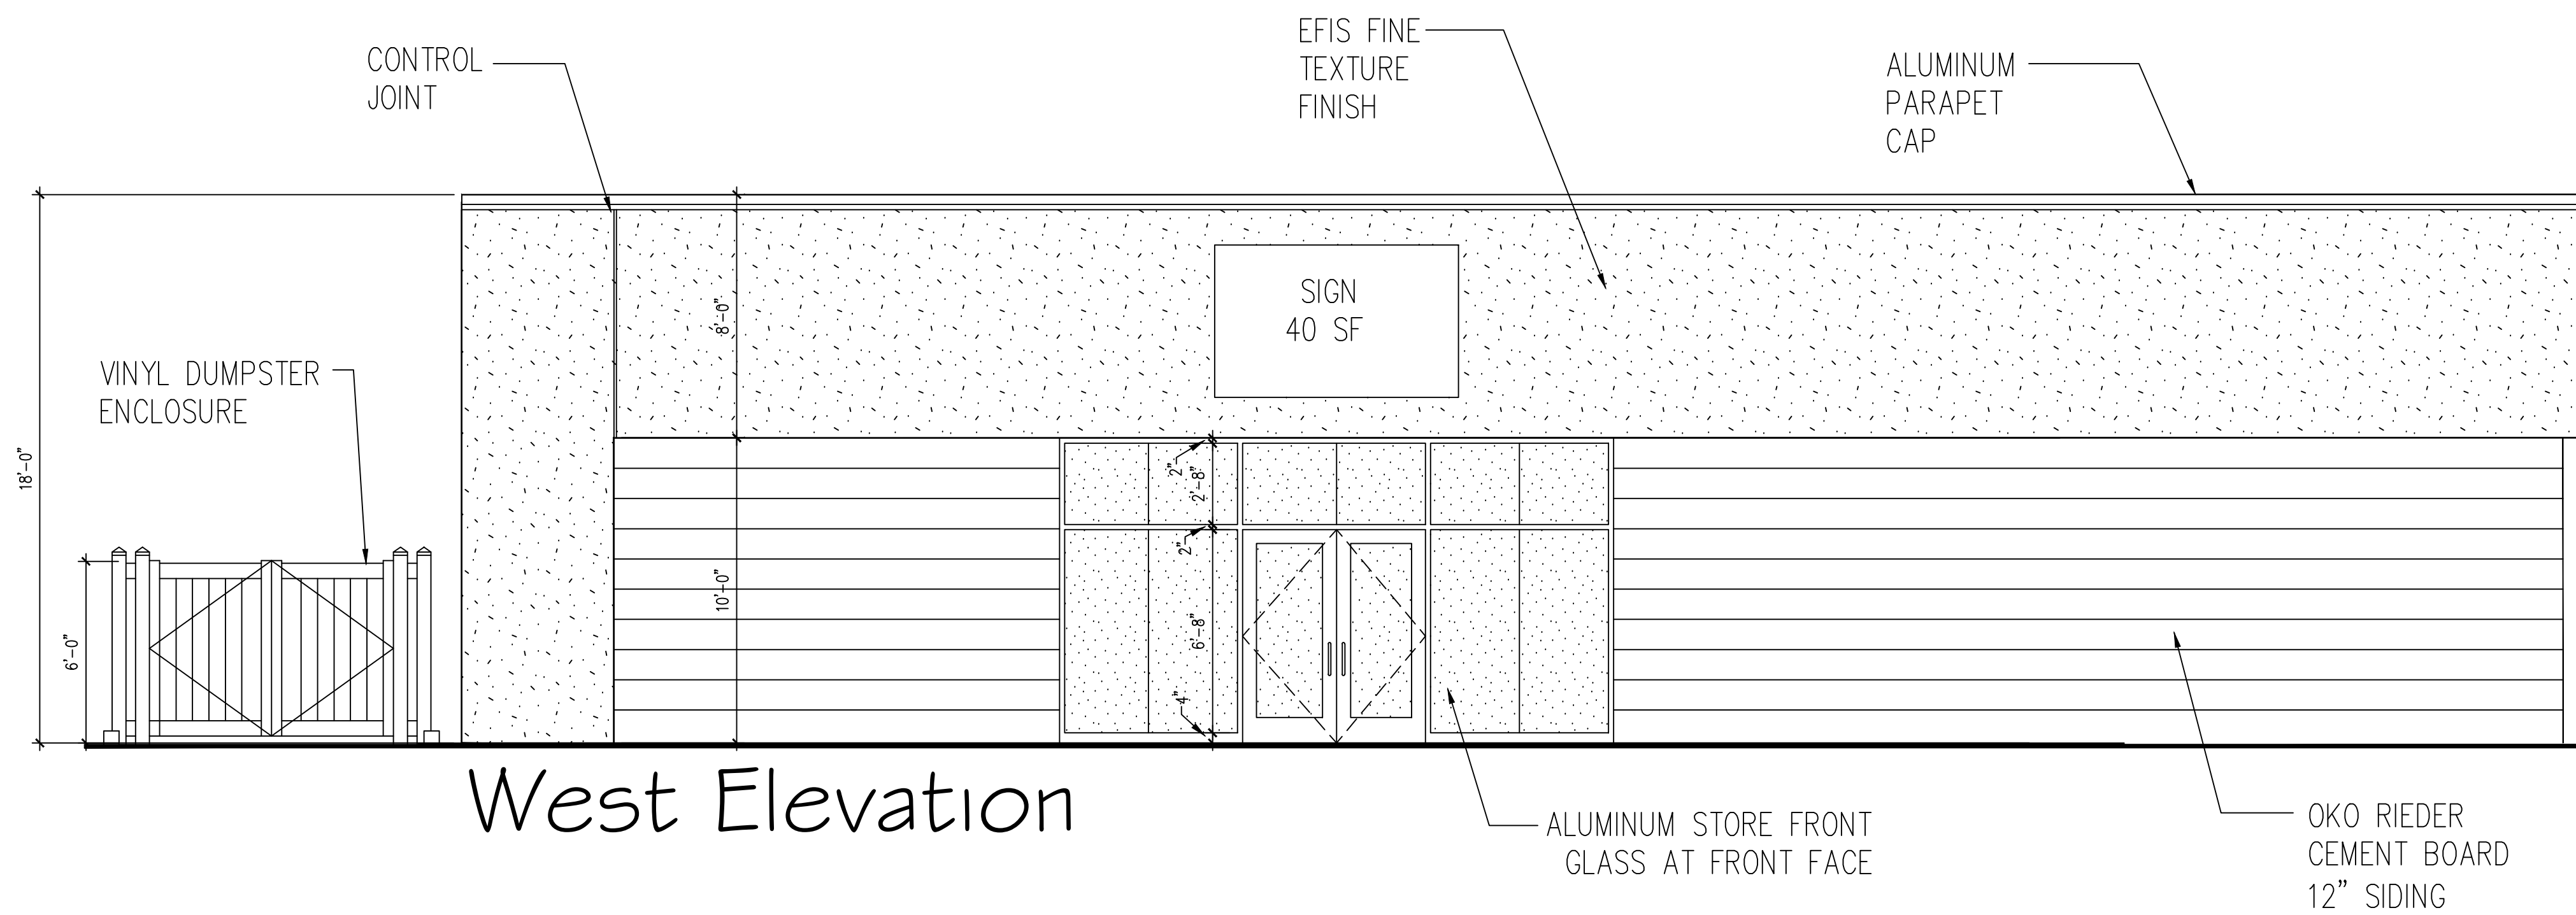 CONTROL
JOINT
EFIS FINE
TEXTURE
FINISH
ALUMINUM
PARAPET
CAP
SIGN
40 SF
8'-0"
VINYL DUMPSTER
ENCLOSURE
18'-0"
2"
2'-8"
2"
10'-0"
6'-8"
6'-0"
4"
West Elevation
ALUMINUM STORE FRONT
GLASS AT FRONT FACE
OKO RIEDER
CEMENT BOARD
12" SIDING